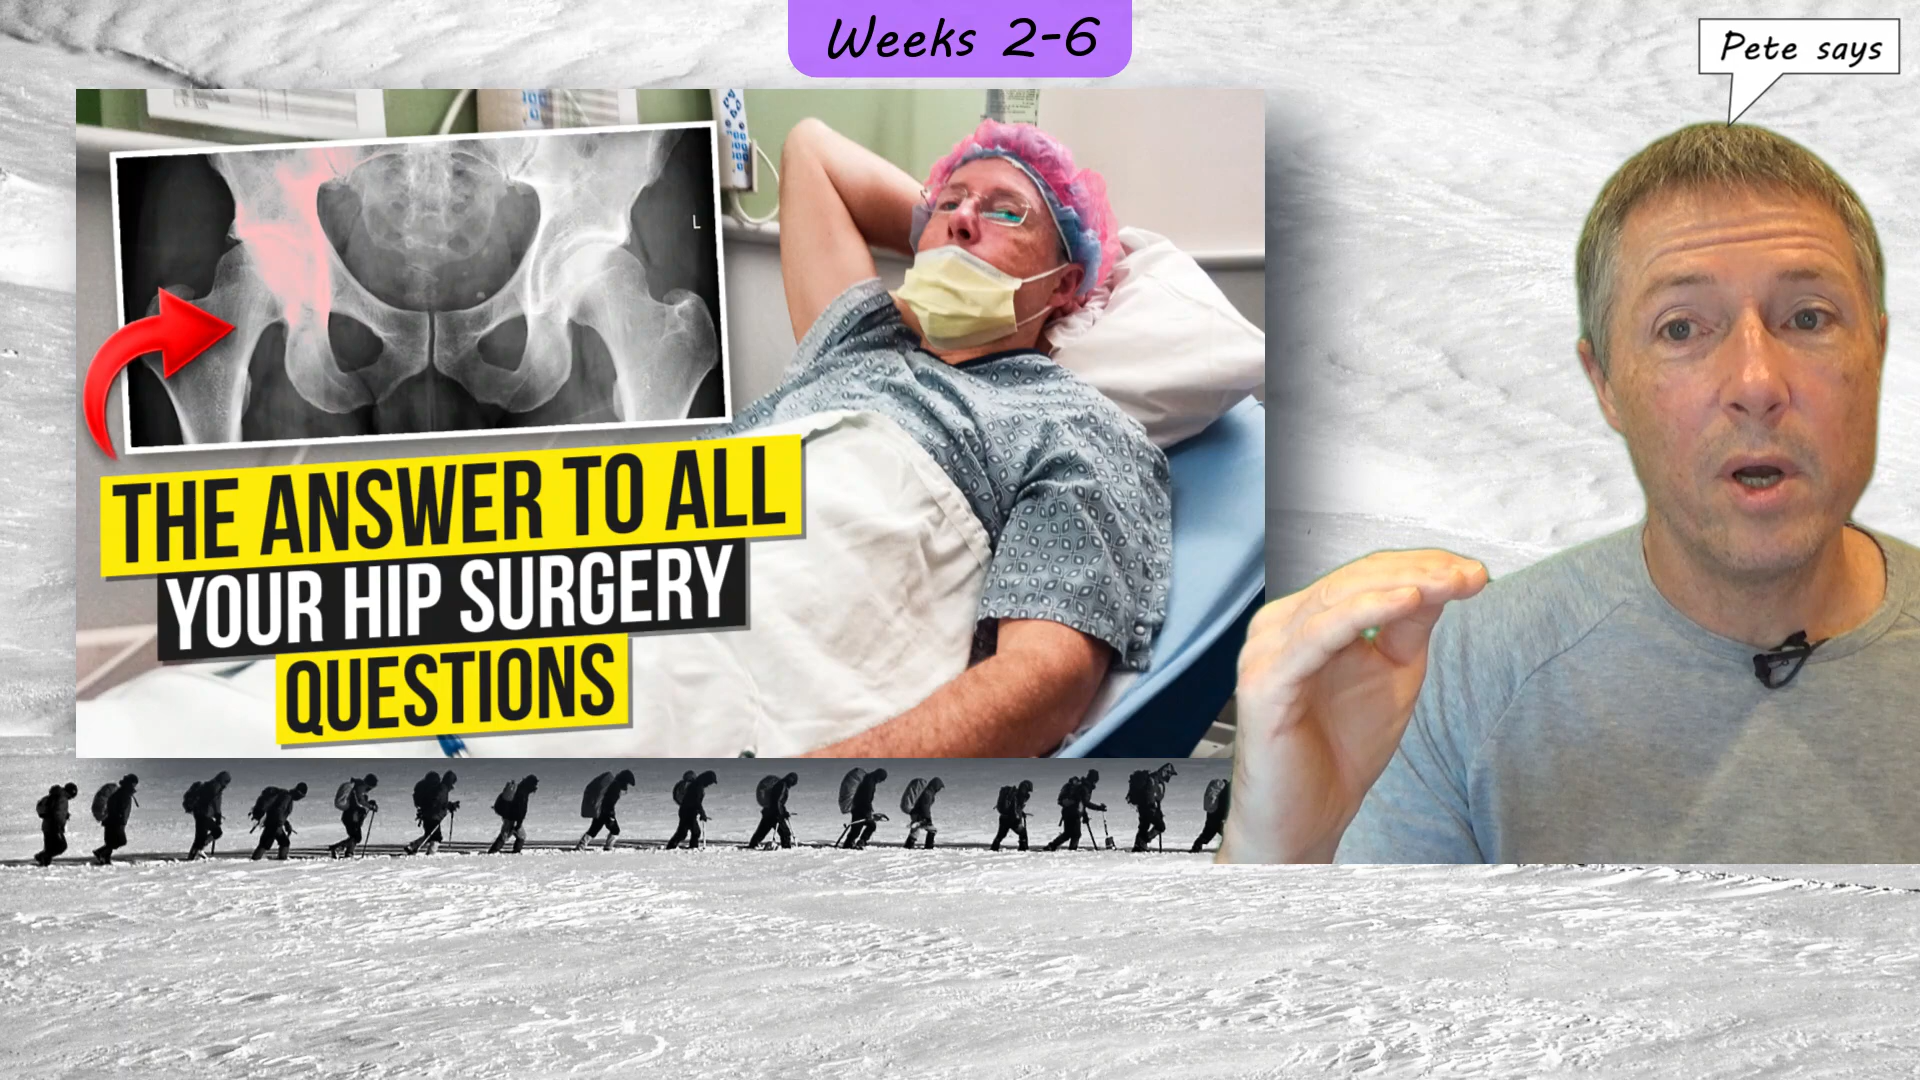 Weeks 2-6
Pete says
L
THE ANSWER TO ALL
YOUR HIP SURGERY
QUESTIONS